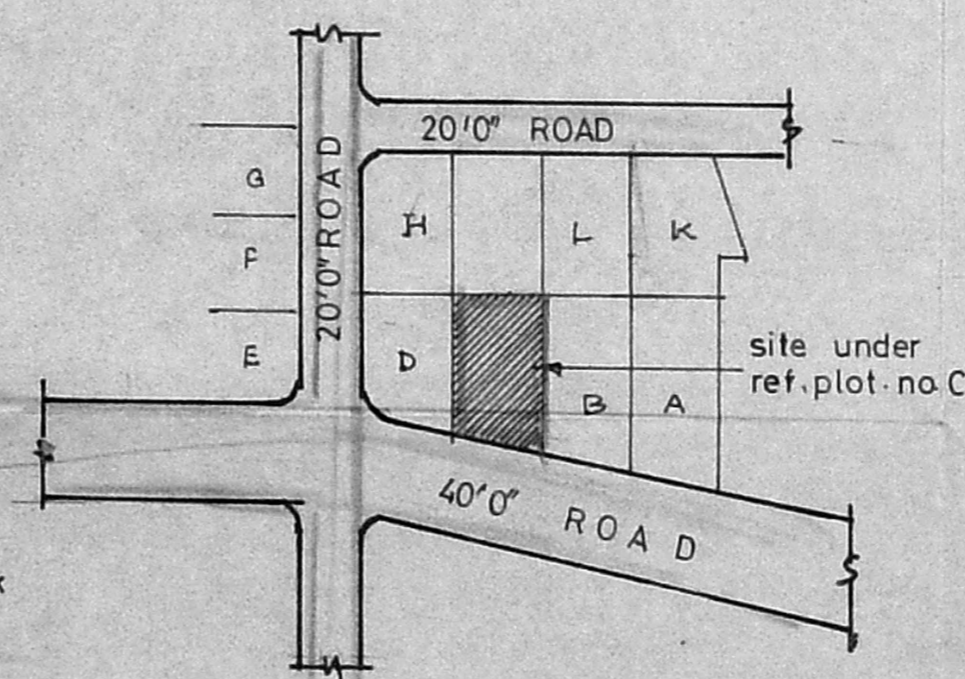 20'0" ROAD
20'0" ROAD
G
H
L
K
F
E
D
B
A
site under
ref.plot.no.C
40'0" ROAD